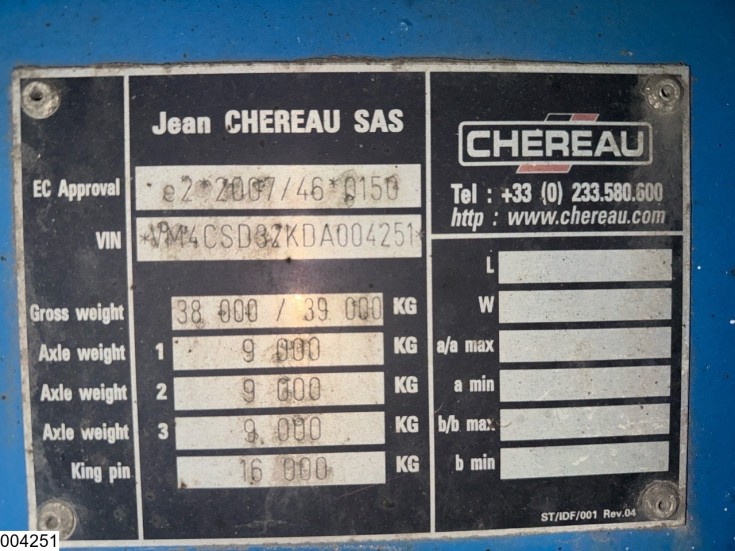 Jean CHEREAU SAS
EC Approval e2*2007/46*0150
VIN *VM4CSD3ZKDA004251*
Gross weight 38 000 / 39 000 KG
Axle weight 1 9 000 KG
Axle weight 2 9 000 KG
Axle weight 3 9 000 KG
King pin 16 000 KG
CHEREAU
Tel : +33 (0) 233.580.600
http : www.chereau.com
L
W
a/a max
a min
b/b max
b min
ST/IDF/001 Rev.04
004251